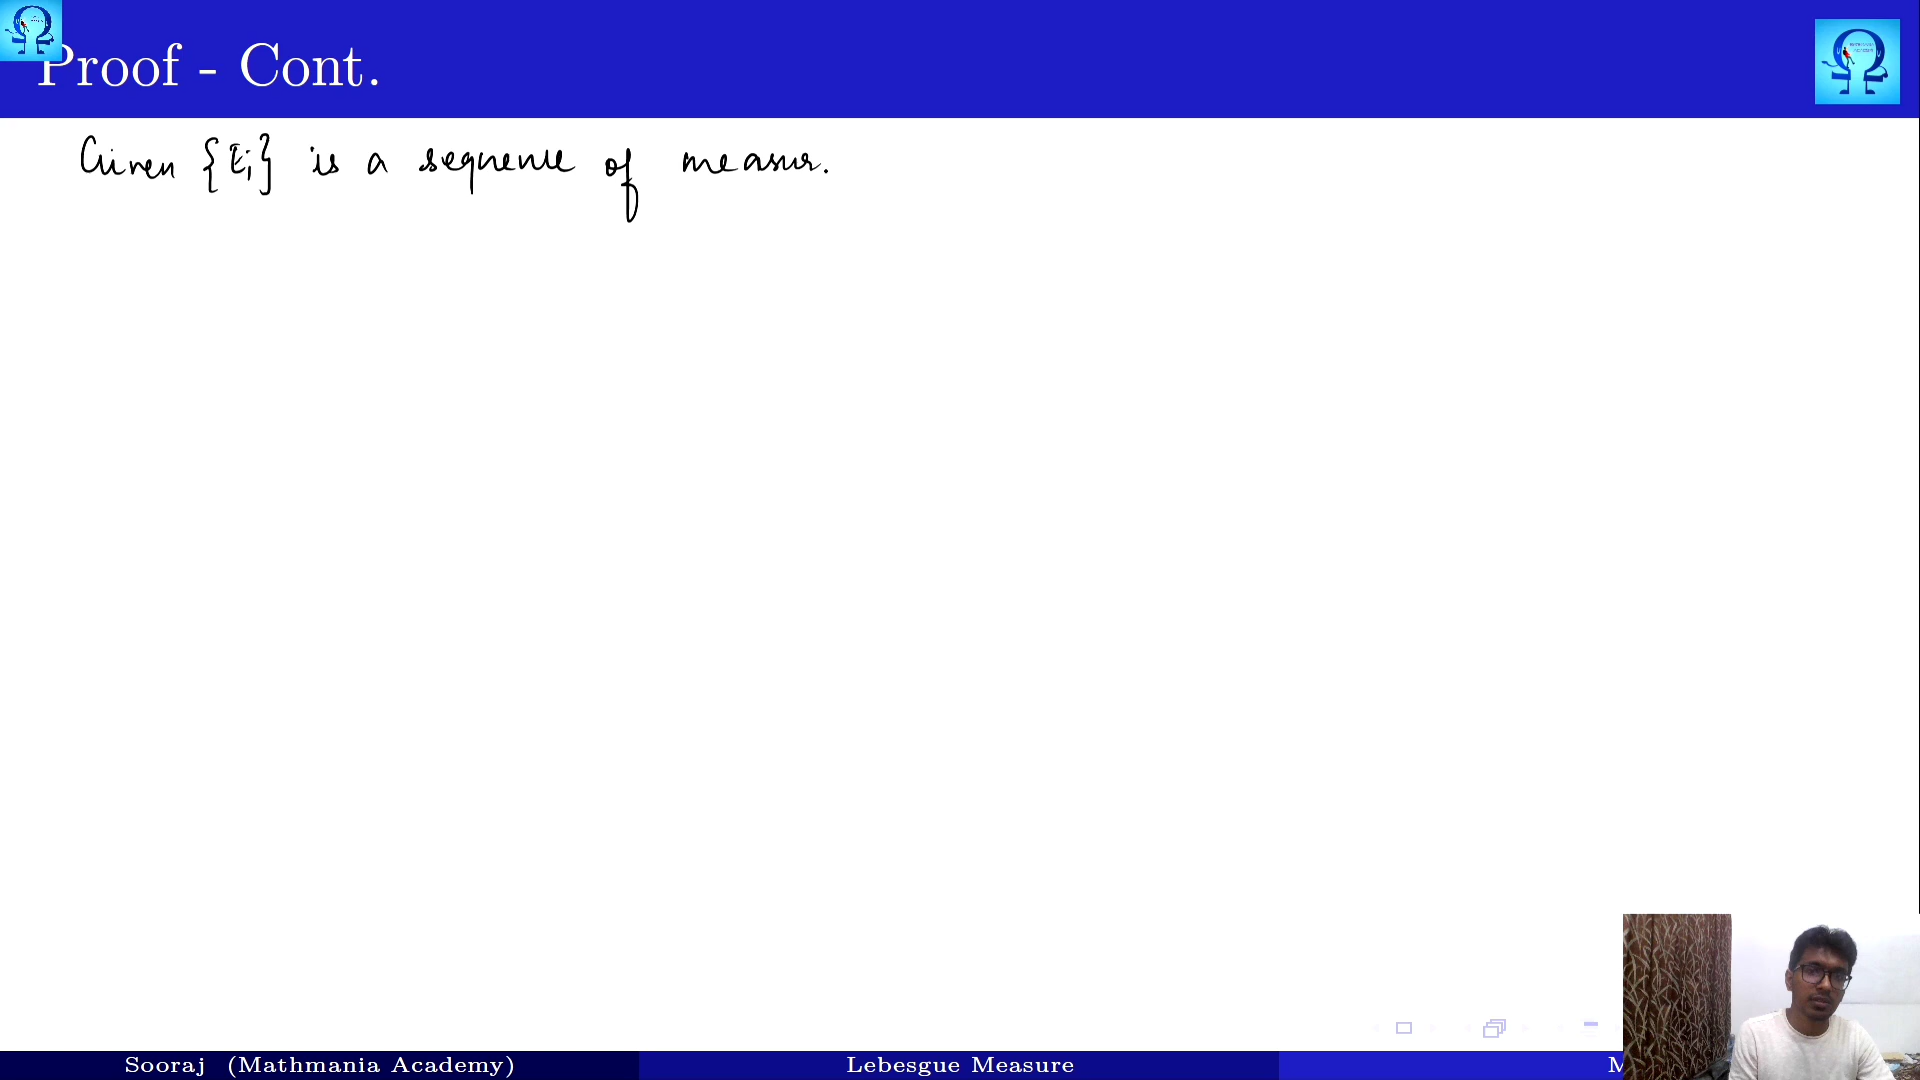 Proof - Cont.
Given {Ei} is a sequence of measur.
Sooraj (Mathmania Academy)
Lebesgue Measure
M